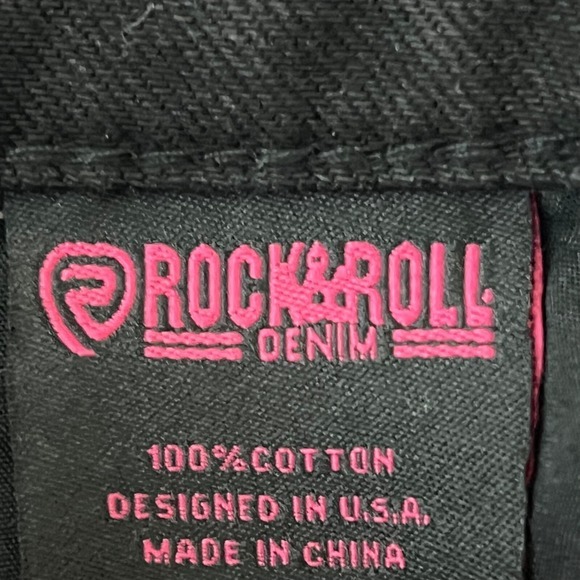 ROCK&ROLL
DENIM
100% COTTON
DESIGNED IN U.S.A.
MADE IN CHINA